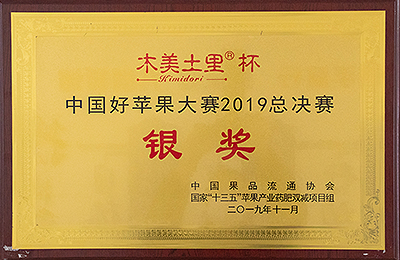 木美土里®杯
Kimidori
中国好苹果大赛2019总决赛
银奖
中国果品流通协会
国家“十三五”苹果产业药肥双减项目组
二〇一九年十一月